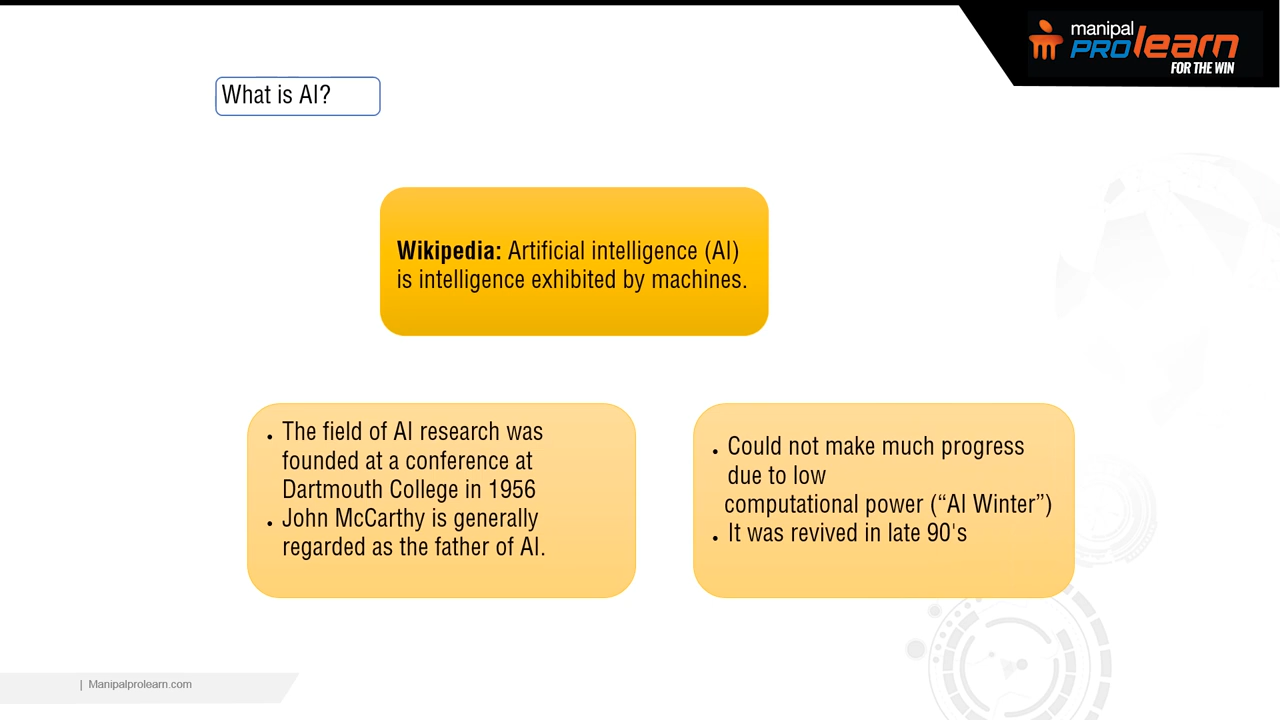 manipal
PROlearn
FOR THE WIN
What is AI?
Wikipedia: Artificial intelligence (AI)
is intelligence exhibited by machines.
• The field of AI research was
founded at a conference at
Dartmouth College in 1956
• John McCarthy is generally
regarded as the father of AI.
• Could not make much progress
due to low
computational power (“AI Winter”)
• It was revived in late 90's
| Manipalprolearn.com